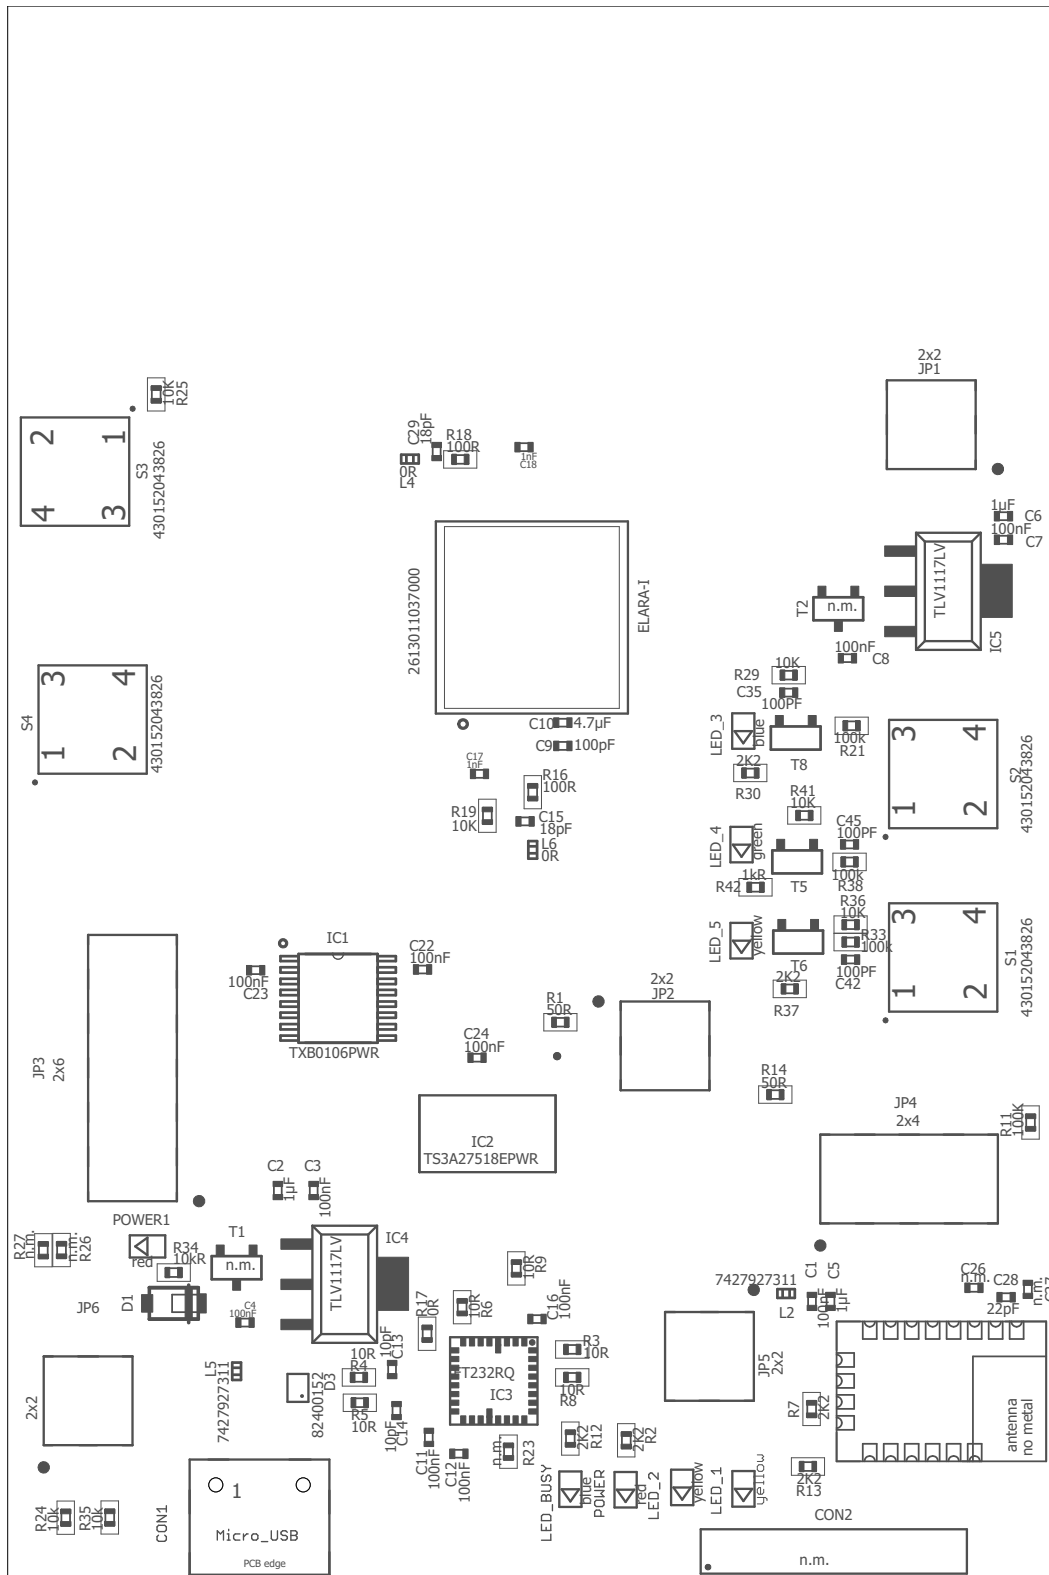 2x2
JP1
10K
R25
2
1
4
3
S3
430152043826
C29
18pF
R18
100R
0R
L4
1nF
C18
1µF
C6
100nF
C7
2613011037000
ELARA-I
T2
n.m.
TLV1117LV
IC5
100nF
C8
3
4
1
2
S4
430152043826
10K
R29
C35
100PF
C10
4.7µF
C9
100pF
LED_3
blue
T8
100k
R21
2K2
R30
3
4
1
2
S2
430152043826
C17
1nF
R16
100R
R19
10K
C15
18pF
L6
0R
R41
10K
LED_4
green
C45
100PF
T5
100k
R38
1kR
R42
R36
10K
LED_5
yellow
T6
R33
100k
100PF
C42
2K2
R37
3
4
1
2
S1
430152043826
IC1
C22
100nF
100nF
C23
TXB0106PWR
2x2
JP2
R1
50R
C24
100nF
JP3
2x6
R14
50R
JP4
2x4
R11
100K
IC2
TS3A27518EPWR
C2
1µF
C3
100nF
POWER1
red
R27
n.m.
n.m.
R26
R34
10kR
T1
n.m.
TLV1117LV
IC4
JP6
D1
C4
100nF
10R
R9
R17
0R
10R
R6
C16
100nF
7427927311
L2
C1
100nF
C5
1µF
C26
n.m.
C28
22pF
n.m.
C27
2x2
L5
7427927311
D3
82400152
10R
R4
R5
10R
10pF
C13
10pF
C14
T232RQ
IC3
R3
10R
10R
R8
JP5
2x2
R7
2K2
antenna
no metal
C11
100nF
C12
100nF
n.m.
R23
2K2
R12
2K2
R2
2K2
R13
LED_BUSY
blue
POWER
red
LED_2
yellow
LED_1
yellow
R24
10k
R35
10k
CON1
1
Micro_USB
PCB edge
CON2
n.m.